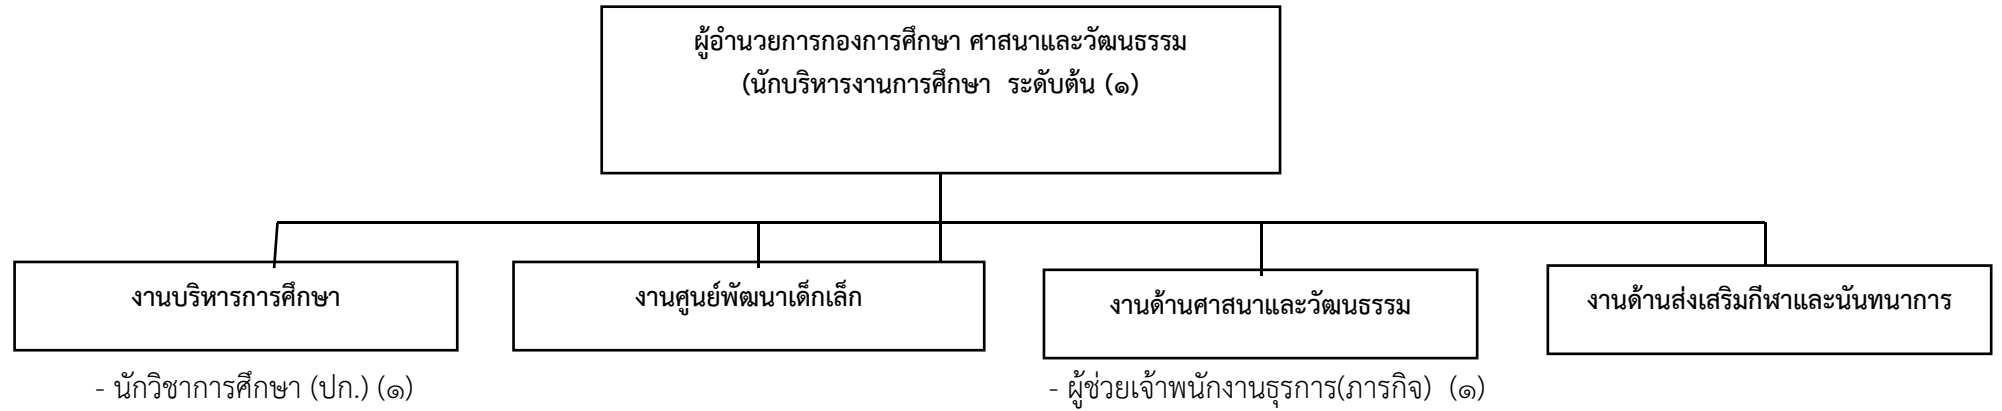 ผู้อำนวยการกองการศึกษา ศาสนาและวัฒนธรรม
(นักบริหารงานการศึกษา  ระดับต้น (๑)
งานบริหารการศึกษา
งานศูนย์พัฒนาเด็กเล็ก
งานด้านศาสนาและวัฒนธรรม
งานด้านส่งเสริมกีฬาและนันทนาการ
- นักวิชาการศึกษา (ปก.) (๑)
- ผู้ช่วยเจ้าพนักงานธุรการ(ภารกิจ)  (๑)